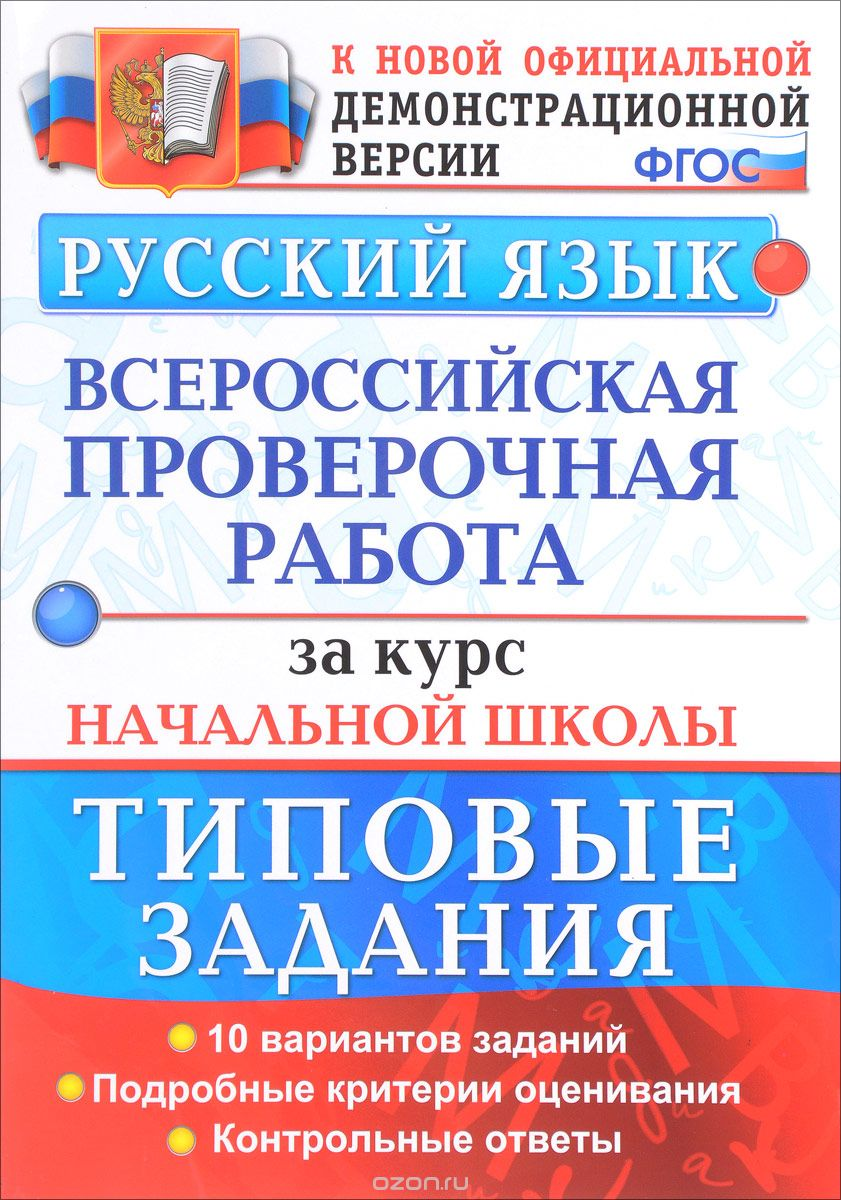 К НОВОЙ ОФИЦИАЛЬНОЙ
ДЕМОНСТРАЦИОННОЙ
ВЕРСИИ
ФГОС
РУССКИЙ ЯЗЫК
ВСЕРОССИЙСКАЯ
ПРОВЕРОЧНАЯ
РАБОТА
за курс
НАЧАЛЬНОЙ ШКОЛЫ
ТИПОВЫЕ
ЗАДАНИЯ
10 вариантов заданий
Подробные критерии оценивания
Контрольные ответы
ozon.ru